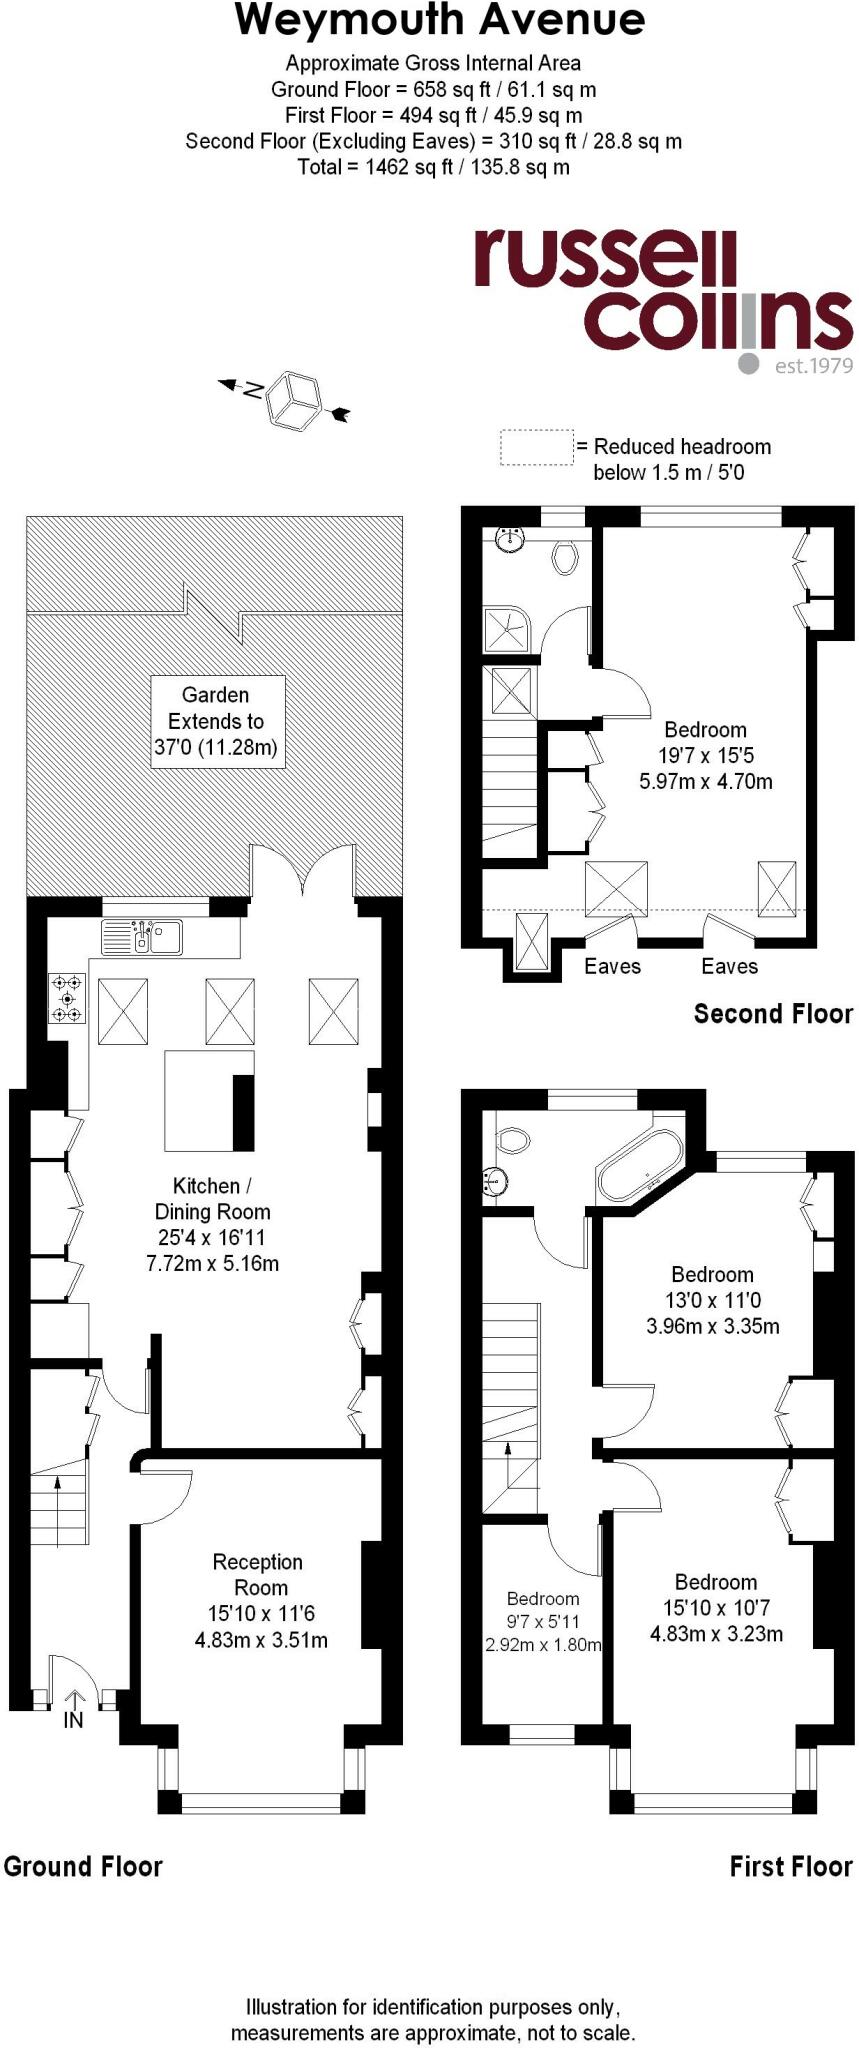 Weymouth Avenue
Approximate Gross Internal Area
Ground Floor = 658 sq ft / 61.1 sq m
First Floor = 494 sq ft / 45.9 sq m
Second Floor (Excluding Eaves) = 310 sq ft / 28.8 sq m
Total = 1462 sq ft / 135.8 sq m
russell
collins
est.1979
N
= Reduced headroom
below 1.5 m / 5'0
Garden
Extends to
37'0 (11.28m)
Bedroom
19'7 x 15'5
5.97m x 4.70m
Eaves
Eaves
Second Floor
Kitchen /
Dining Room
25'4 x 16'11
7.72m x 5.16m
Reception
Room
15'10 x 11'6
4.83m x 3.51m
IN
Ground Floor
Bedroom
13'0 x 11'0
3.96m x 3.35m
Bedroom
9'7 x 5'11
2.92m x 1.80m
Bedroom
15'10 x 10'7
4.83m x 3.23m
First Floor
Illustration for identification purposes only,
measurements are approximate, not to scale.